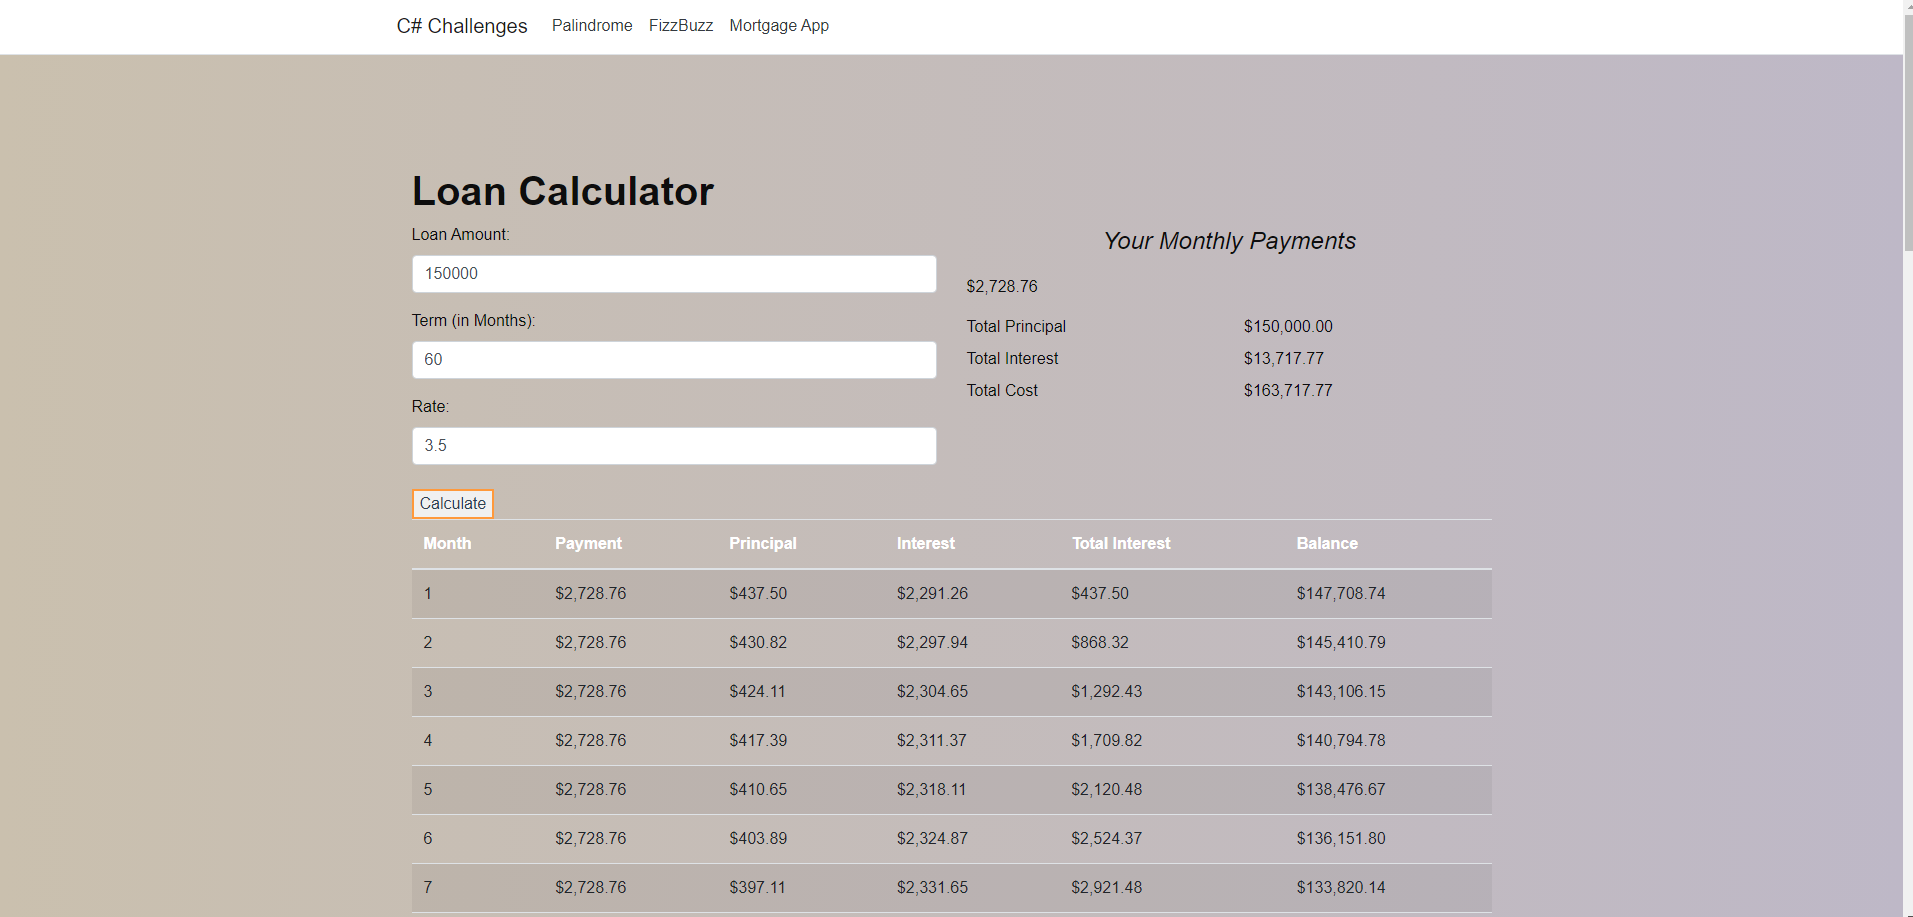 C# Challenges Palindrome FizzBuzz Mortgage App
Loan Calculator
Loan Amount:
150000
Term (in Months):
60
Rate:
3.5
Calculate
Your Monthly Payments
$2,728.76
Total Principal $150,000.00
Total Interest $13,717.77
Total Cost $163,717.77
Month Payment Principal Interest Total Interest Balance
1 $2,728.76 $437.50 $2,291.26 $437.50 $147,708.74
2 $2,728.76 $430.82 $2,297.94 $868.32 $145,410.79
3 $2,728.76 $424.11 $2,304.65 $1,292.43 $143,106.15
4 $2,728.76 $417.39 $2,311.37 $1,709.82 $140,794.78
5 $2,728.76 $410.65 $2,318.11 $2,120.48 $138,476.67
6 $2,728.76 $403.89 $2,324.87 $2,524.37 $136,151.80
7 $2,728.76 $397.11 $2,331.65 $2,921.48 $133,820.14